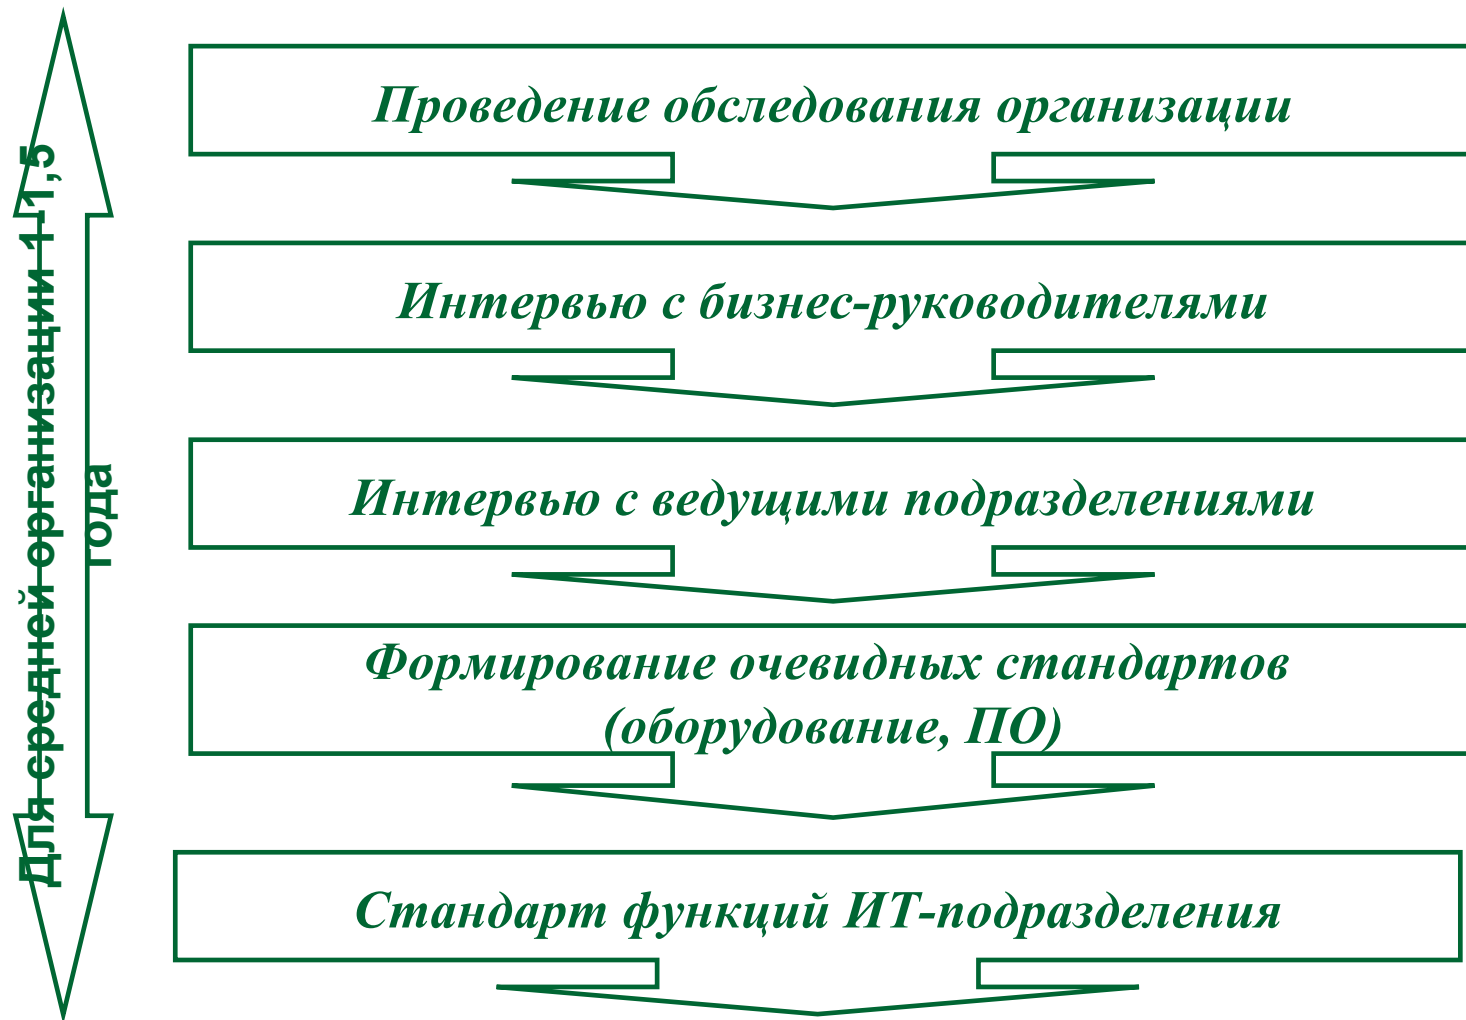 Для средней организации 1-1,5
года
Проведение обследования организации
Интервью с бизнес-руководителями
Интервью с ведущими подразделениями
Формирование очевидных стандартов
(оборудование, ПО)
Стандарт функций ИТ-подразделения